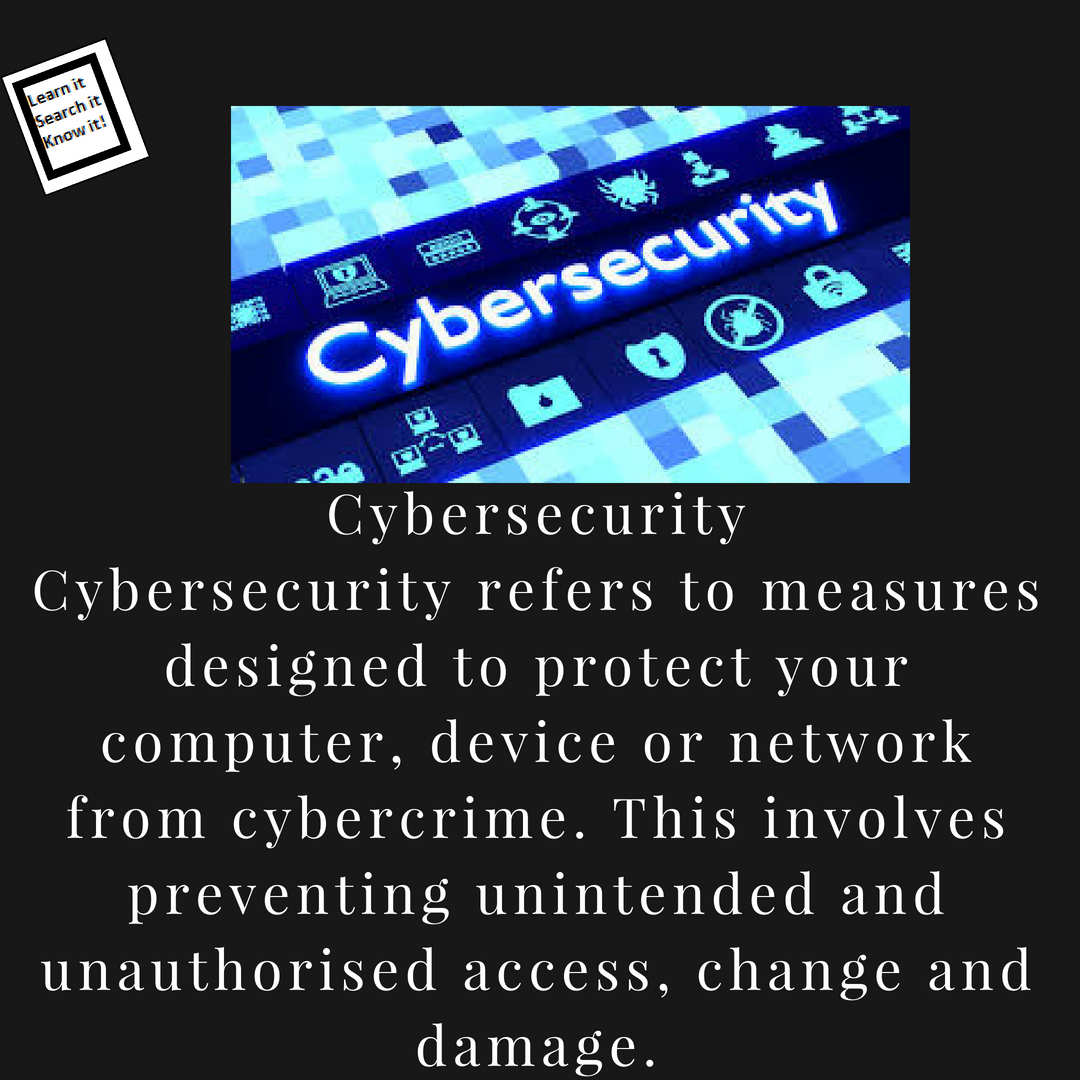 Learn it
Search it
Know it!
Cybersecurity
Cybersecurity
Cybersecurity refers to measures
designed to protect your
computer, device or network
from cybercrime. This involves
preventing unintended and
unauthorised access, change and
damage.